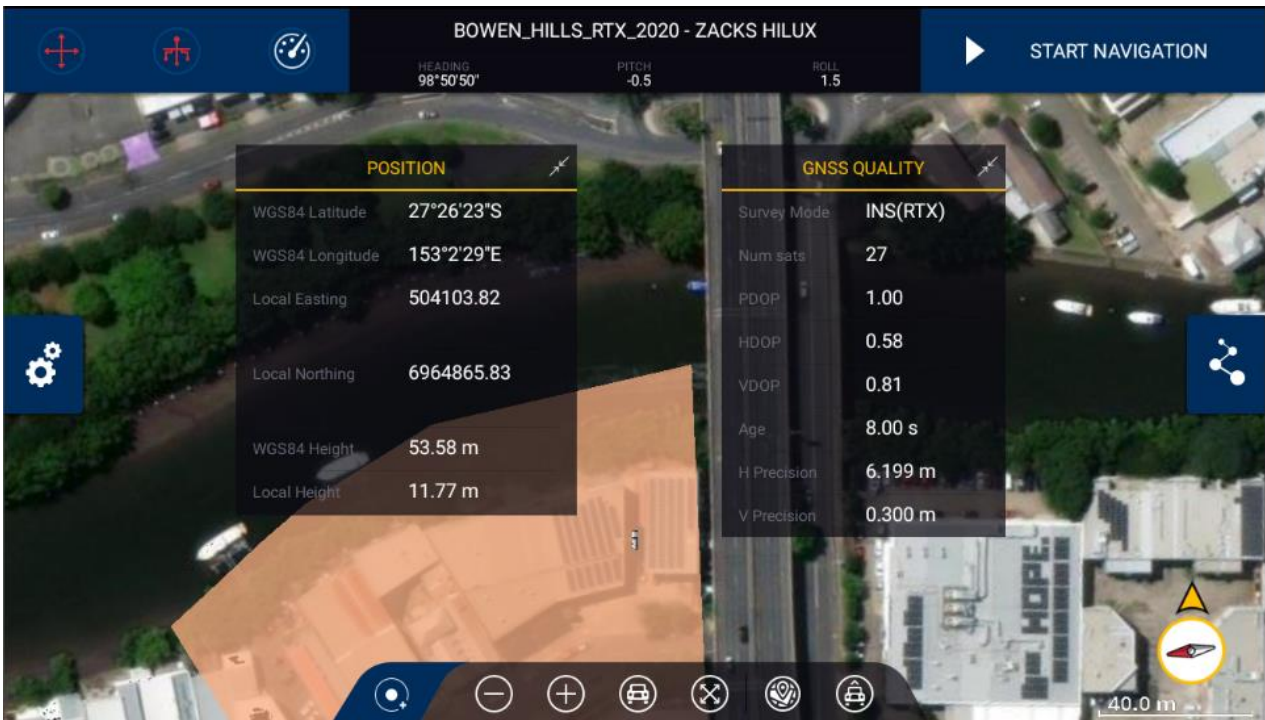 BOWEN_HILLS_RTX_2020 - ZACKS HILUX
HEADING
98°50'50"
PITCH
-0.5
ROLL
1.5
START NAVIGATION
POSITION
WGS84 Latitude 27°26'23"S
WGS84 Longitude 153°2'29"E
Local Easting 504103.82
Local Northing 6964865.83
WGS84 Height 53.58 m
Local Height 11.77 m
GNSS QUALITY
Survey Mode INS(RTX)
Num sats 27
PDOP 1.00
HDOP 0.58
VDOP 0.81
Age 8.00 s
H Precision 6.199 m
V Precision 0.300 m
HOPE.
40.0 m